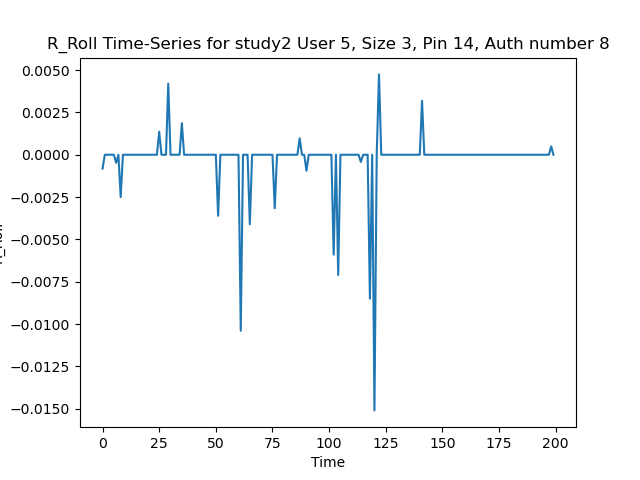 R_Roll Time-Series for study2 User 5, Size 3, Pin 14, Auth number 8
0.0050
0.0025
0.0000
−0.0025
−0.0050
−0.0075
−0.0100
−0.0125
−0.0150
R_Roll
0 25 50 75 100 125 150 175 200
Time